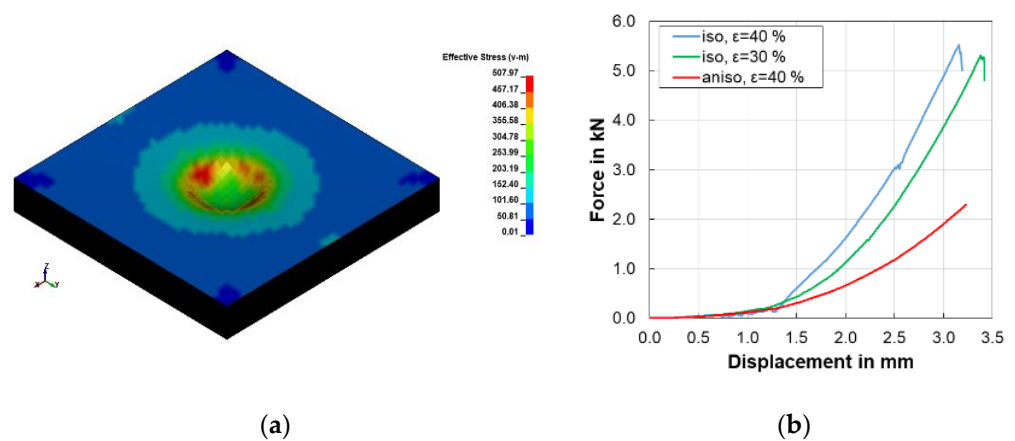 Effective Stress (v-m)
507.97
457.17
406.38
355.58
304.78
253.99
203.19
152.40
101.60
50.81
0.01
Z
X
Y
(a)
6.0
5.0
4.0
3.0
2.0
1.0
0.0
Force in kN
iso, ε=40 %
iso, ε=30 %
aniso, ε=40 %
0.0 0.5 1.0 1.5 2.0 2.5 3.0 3.5
Displacement in mm
(b)